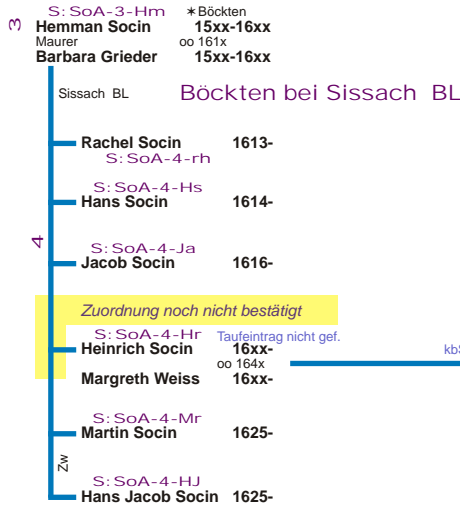 3
S:SoA-3-Hm ∗Böckten
Hemman Socin 15xx-16xx
Maurer oo 161x
Barbara Grieder 15xx-16xx
Sissach BL Böckten bei Sissach BL
Rachel Socin 1613-
S:SoA-4-rh
S:SoA-4-Hs
Hans Socin 1614-
4
S:SoA-4-Ja
Jacob Socin 1616-
Zuordnung noch nicht bestätigt
S:SoA-4-Hr Taufeintrag nicht gef.
Heinrich Socin 16xx- kbS
oo 164x
Margreth Weiss 16xx-
S:SoA-4-Mr
Martin Socin 1625-
Zw
S:SoA-4-HJ
Hans Jacob Socin 1625-